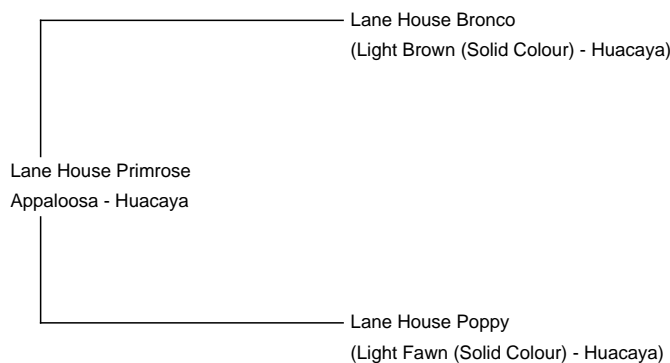 Lane House Bronco
(Light Brown (Solid Colour) - Huacaya)
Lane House Primrose
Appaloosa - Huacaya
Lane House Poppy
(Light Fawn (Solid Colour) - Huacaya)